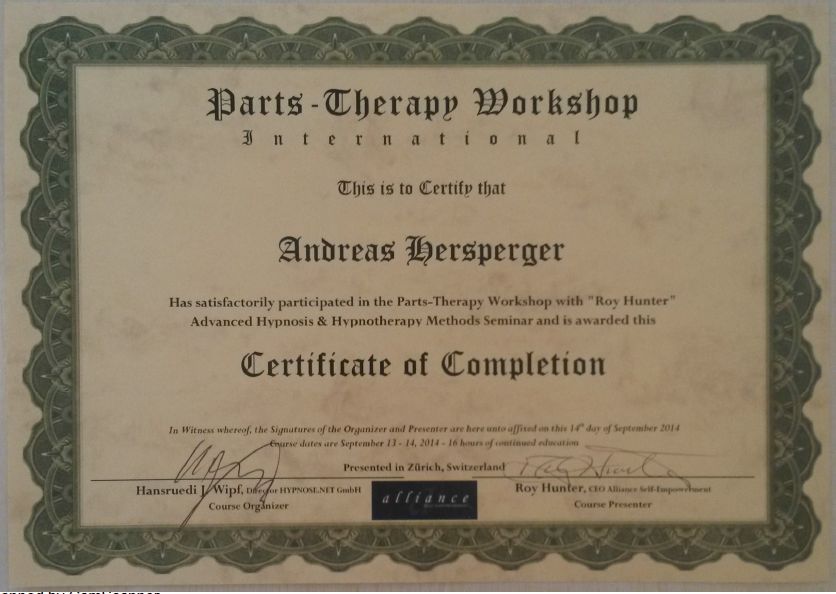 Parts-Therapy Workshop
International
This is to Certify that
Andreas Hersperger
Has satisfactorily participated in the Parts-Therapy Workshop with "Roy Hunter"
Advanced Hypnosis & Hypnotherapy Methods Seminar and is awarded this
Certificate of Completion
In Witness whereof, the Signatures of the Organizer and Presenter are here unto affixed on this 14th day of September 2014
Course dates are September 13 - 14, 2014 - 16 hours of continued education
Presented in Zürich, Switzerland
Hansruedi J. Wipf, Director HYPNOSE.NET GmbH
Course Organizer
alliance
Roy Hunter, CEO Alliance Self-Empowerment
Course Presenter